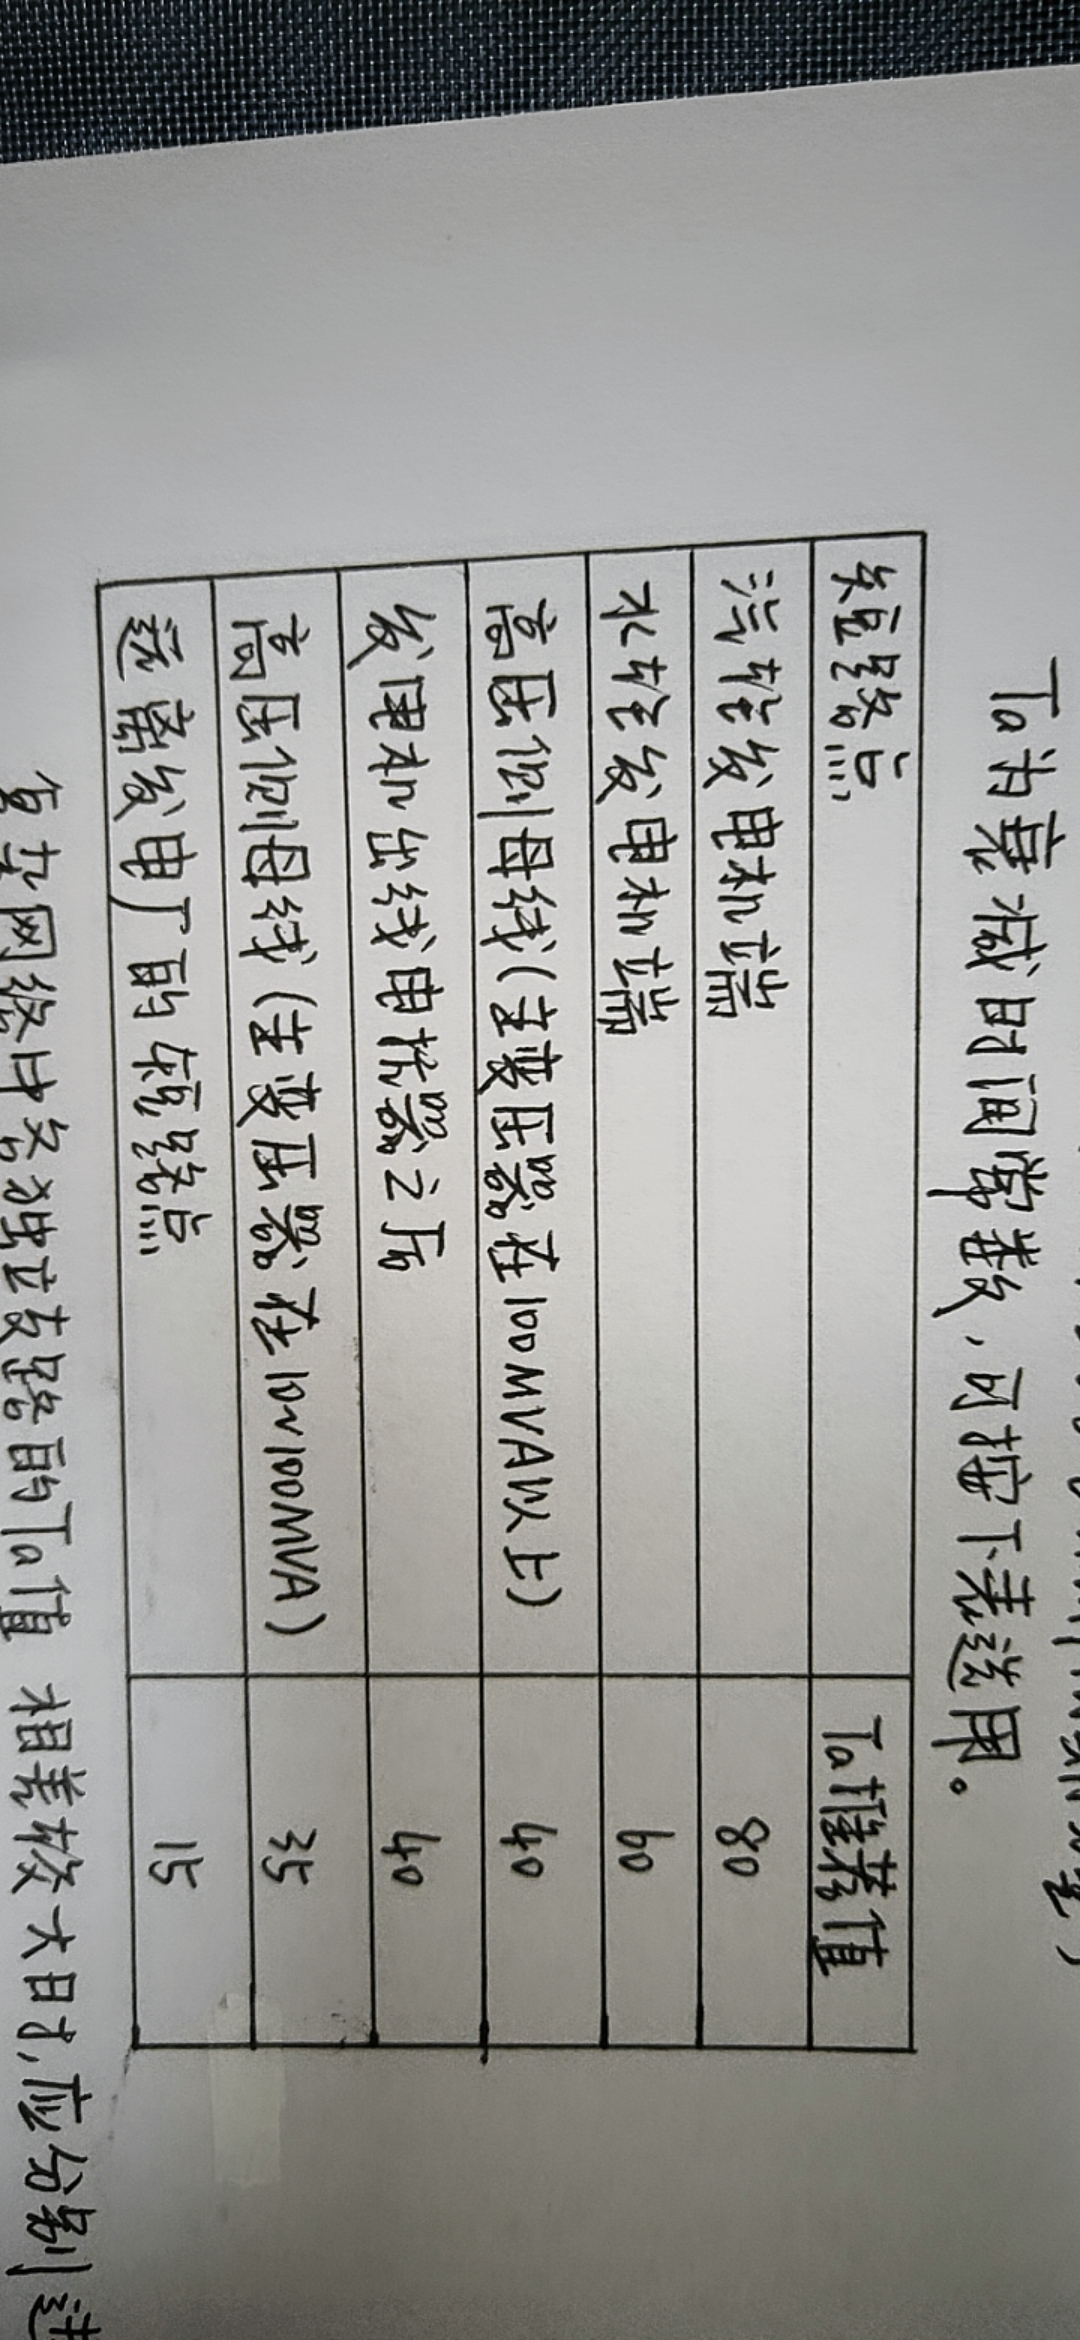 Ta为衰减时间常数,可按下表选用。
短路点 Ta推荐值
汽轮发电机端 80
水轮发电机端 60
高压侧母线(主变压器在100MVA以上) 40
发电机出线电抗器之后 40
高压侧母线(主变压器在10~100MVA) 35
远离发电厂的短路点 15
复杂网络中各独立支路的Ta值相差较大时,应分别进